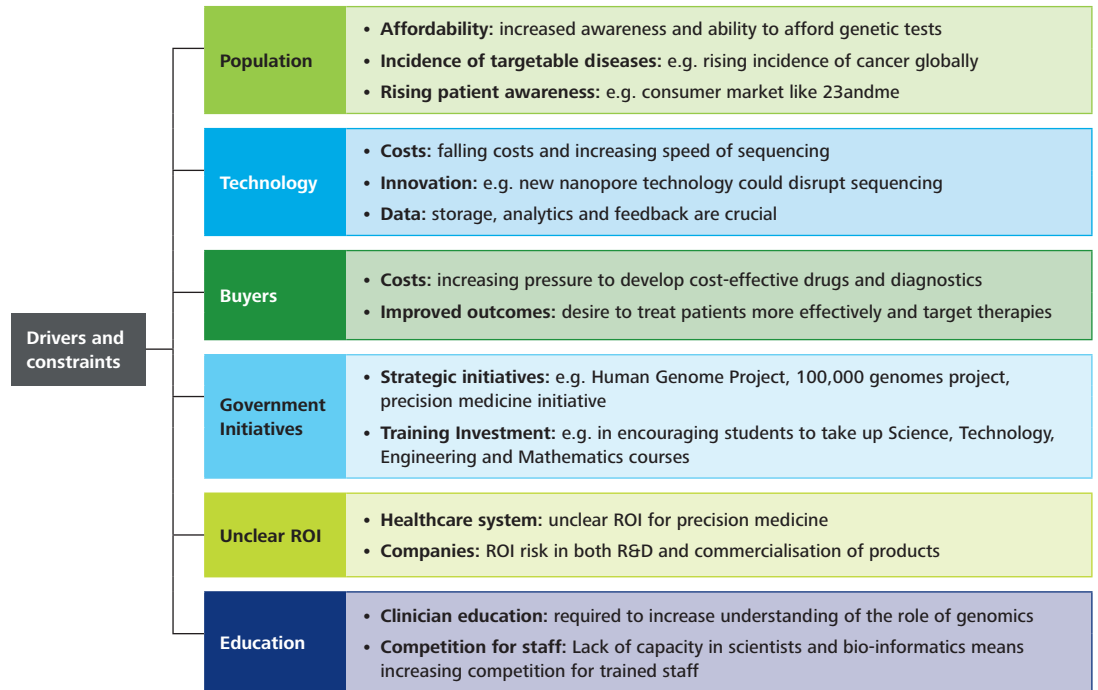 Drivers and
constraints
Population
• Affordability: increased awareness and ability to afford genetic tests
• Incidence of targetable diseases: e.g. rising incidence of cancer globally
• Rising patient awareness: e.g. consumer market like 23andme
Technology
• Costs: falling costs and increasing speed of sequencing
• Innovation: e.g. new nanopore technology could disrupt sequencing
• Data: storage, analytics and feedback are crucial
Buyers
• Costs: increasing pressure to develop cost-effective drugs and diagnostics
• Improved outcomes: desire to treat patients more effectively and target therapies
Government
Initiatives
• Strategic initiatives: e.g. Human Genome Project, 100,000 genomes project,
precision medicine initiative
• Training Investment: e.g. in encouraging students to take up Science, Technology,
Engineering and Mathematics courses
Unclear ROI
• Healthcare system: unclear ROI for precision medicine
• Companies: ROI risk in both R&D and commercialisation of products
Education
• Clinician education: required to increase understanding of the role of genomics
• Competition for staff: Lack of capacity in scientists and bio-informatics means
increasing competition for trained staff